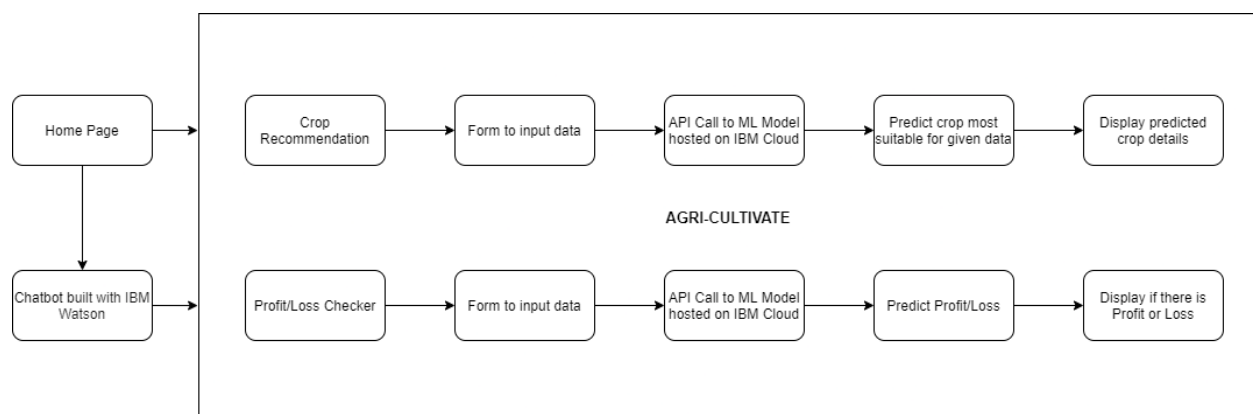 Home Page
Crop
Recommendation
Form to input data
API Call to ML Model
hosted on IBM Cloud
Predict crop most
suitable for given data
Display predicted
crop details
AGRI-CULTIVATE
Chatbot built with IBM
Watson
Profit/Loss Checker
Form to input data
API Call to ML Model
hosted on IBM Cloud
Predict Profit/Loss
Display if there is
Profit or Loss